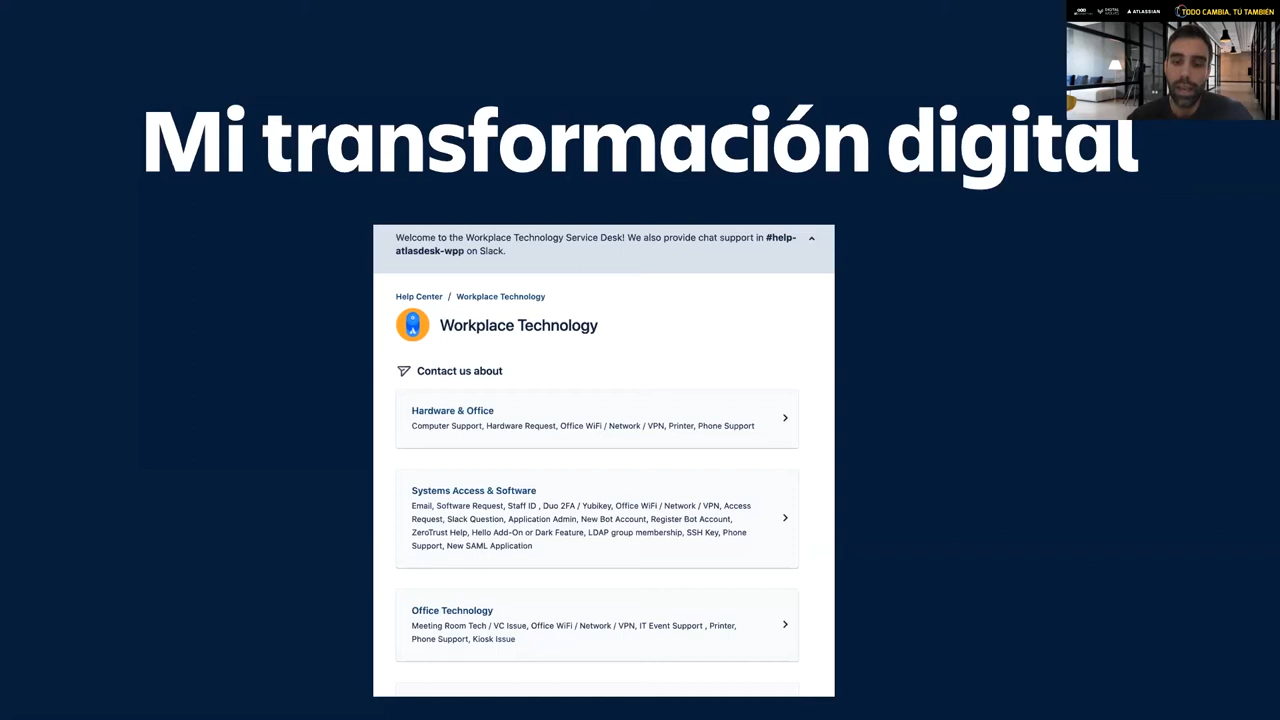 ATLASSIAN
TODO CAMBIA, TÚ TAMBIÉN
Mi transformación digital
Welcome to the Workplace Technology Service Desk! We also provide chat support in #help-
atlasdesk-wpp on Slack.
Help Center / Workplace Technology
Workplace Technology
Contact us about
Hardware & Office
Computer Support, Hardware Request, Office WiFi / Network / VPN, Printer, Phone Support
Systems Access & Software
Email, Software Request, Staff ID , Duo 2FA / Yubikey, Office WiFi / Network / VPN, Access
Request, Slack Question, Application Admin, New Bot Account, Register Bot Account,
ZeroTrust Help, Hello Add-On or Dark Feature, LDAP group membership, SSH Key, Phone
Support, New SAML Application
Office Technology
Meeting Room Tech / VC Issue, Office WiFi / Network / VPN, IT Event Support , Printer,
Phone Support, Kiosk Issue